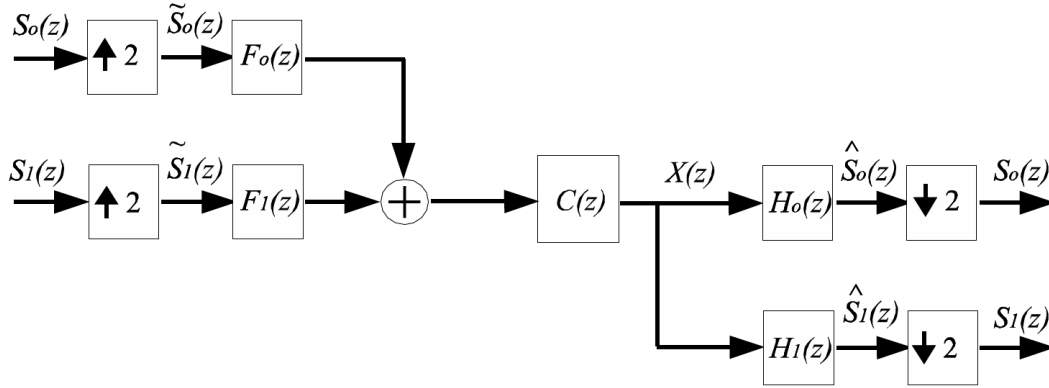 So(z)
↑ 2
S̃o(z)
Fo(z)
S1(z)
↑ 2
S̃1(z)
F1(z)
+
C(z)
X(z)
Ho(z)
Ŝo(z)
↓ 2
So(z)
H1(z)
Ŝ1(z)
↓ 2
S1(z)